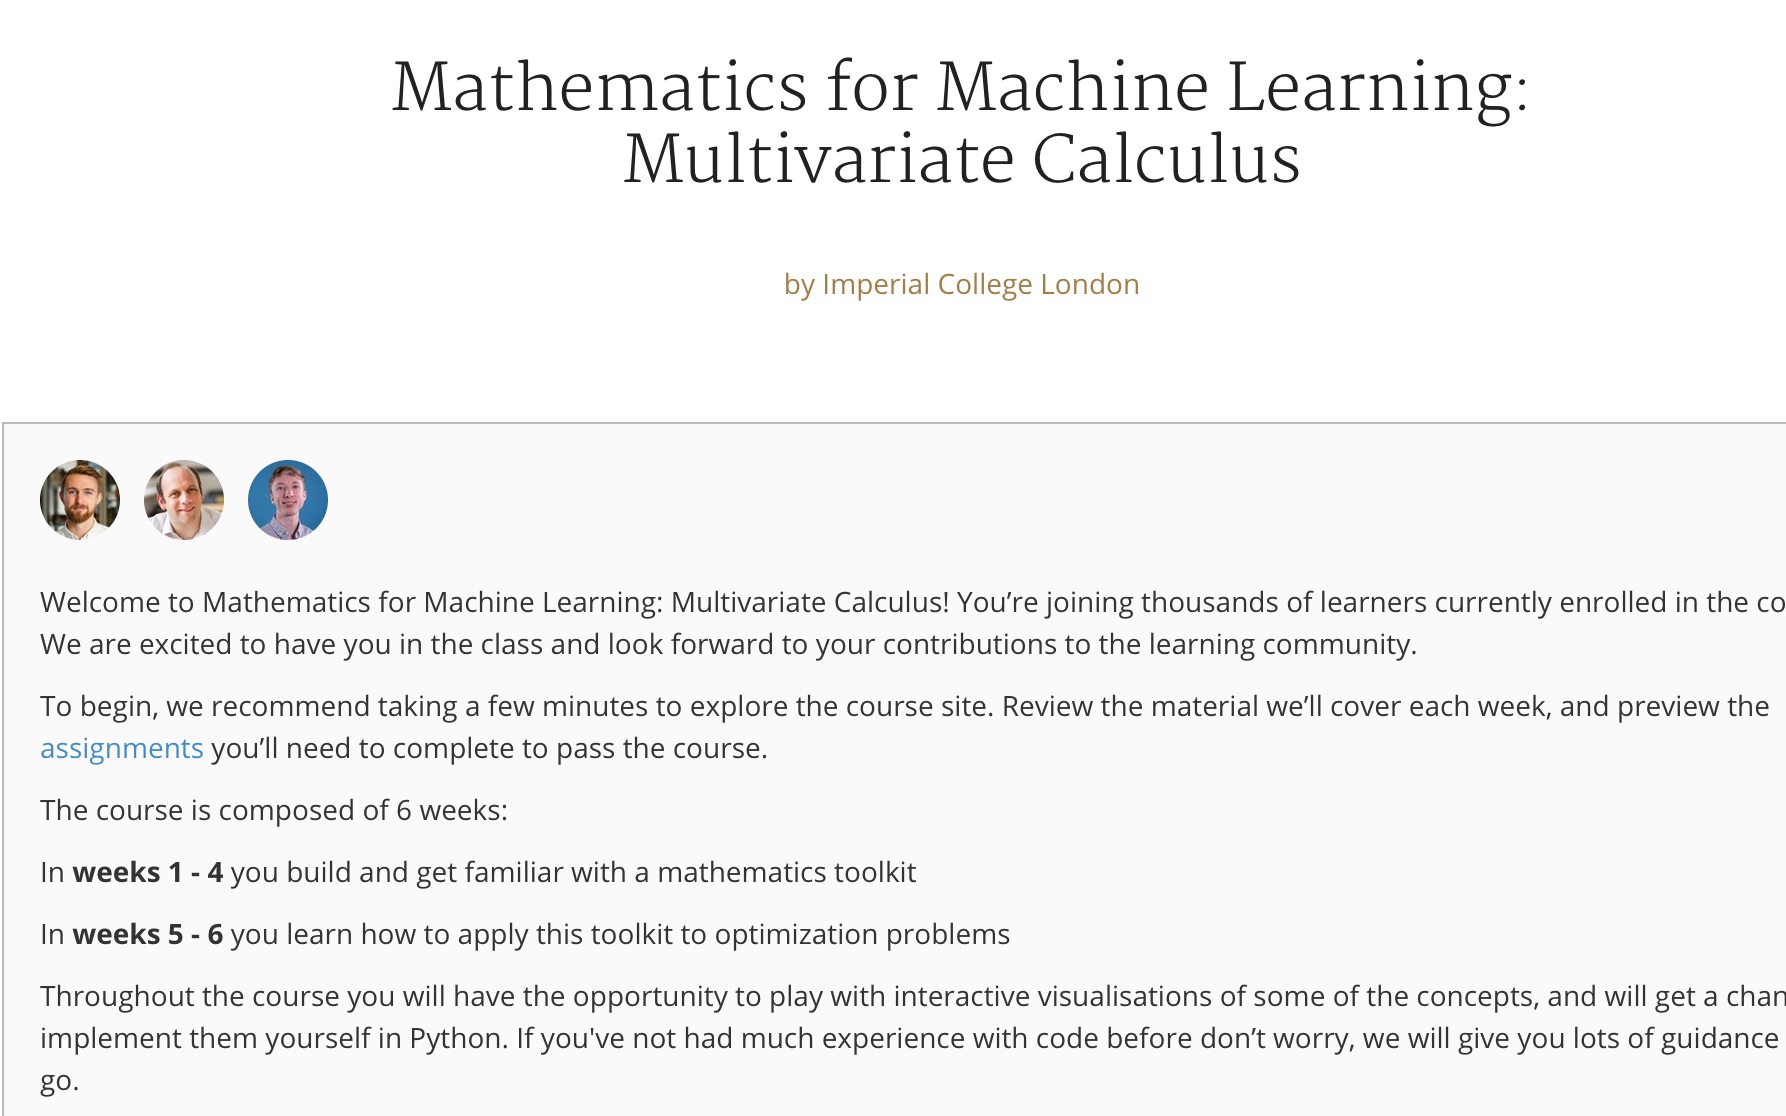 Mathematics for Machine Learning:
Multivariate Calculus
by Imperial College London
Welcome to Mathematics for Machine Learning: Multivariate Calculus! You’re joining thousands of learners currently enrolled in the
We are excited to have you in the class and look forward to your contributions to the learning community.
To begin, we recommend taking a few minutes to explore the course site. Review the material we’ll cover each week, and preview the
assignments you’ll need to complete to pass the course.
The course is composed of 6 weeks:
In weeks 1 - 4 you build and get familiar with a mathematics toolkit
In weeks 5 - 6 you learn how to apply this toolkit to optimization problems
Throughout the course you will have the opportunity to play with interactive visualisations of some of the concepts, and will get a
implement them yourself in Python. If you've not had much experience with code before don’t worry, we will give you lots of guidance
go.